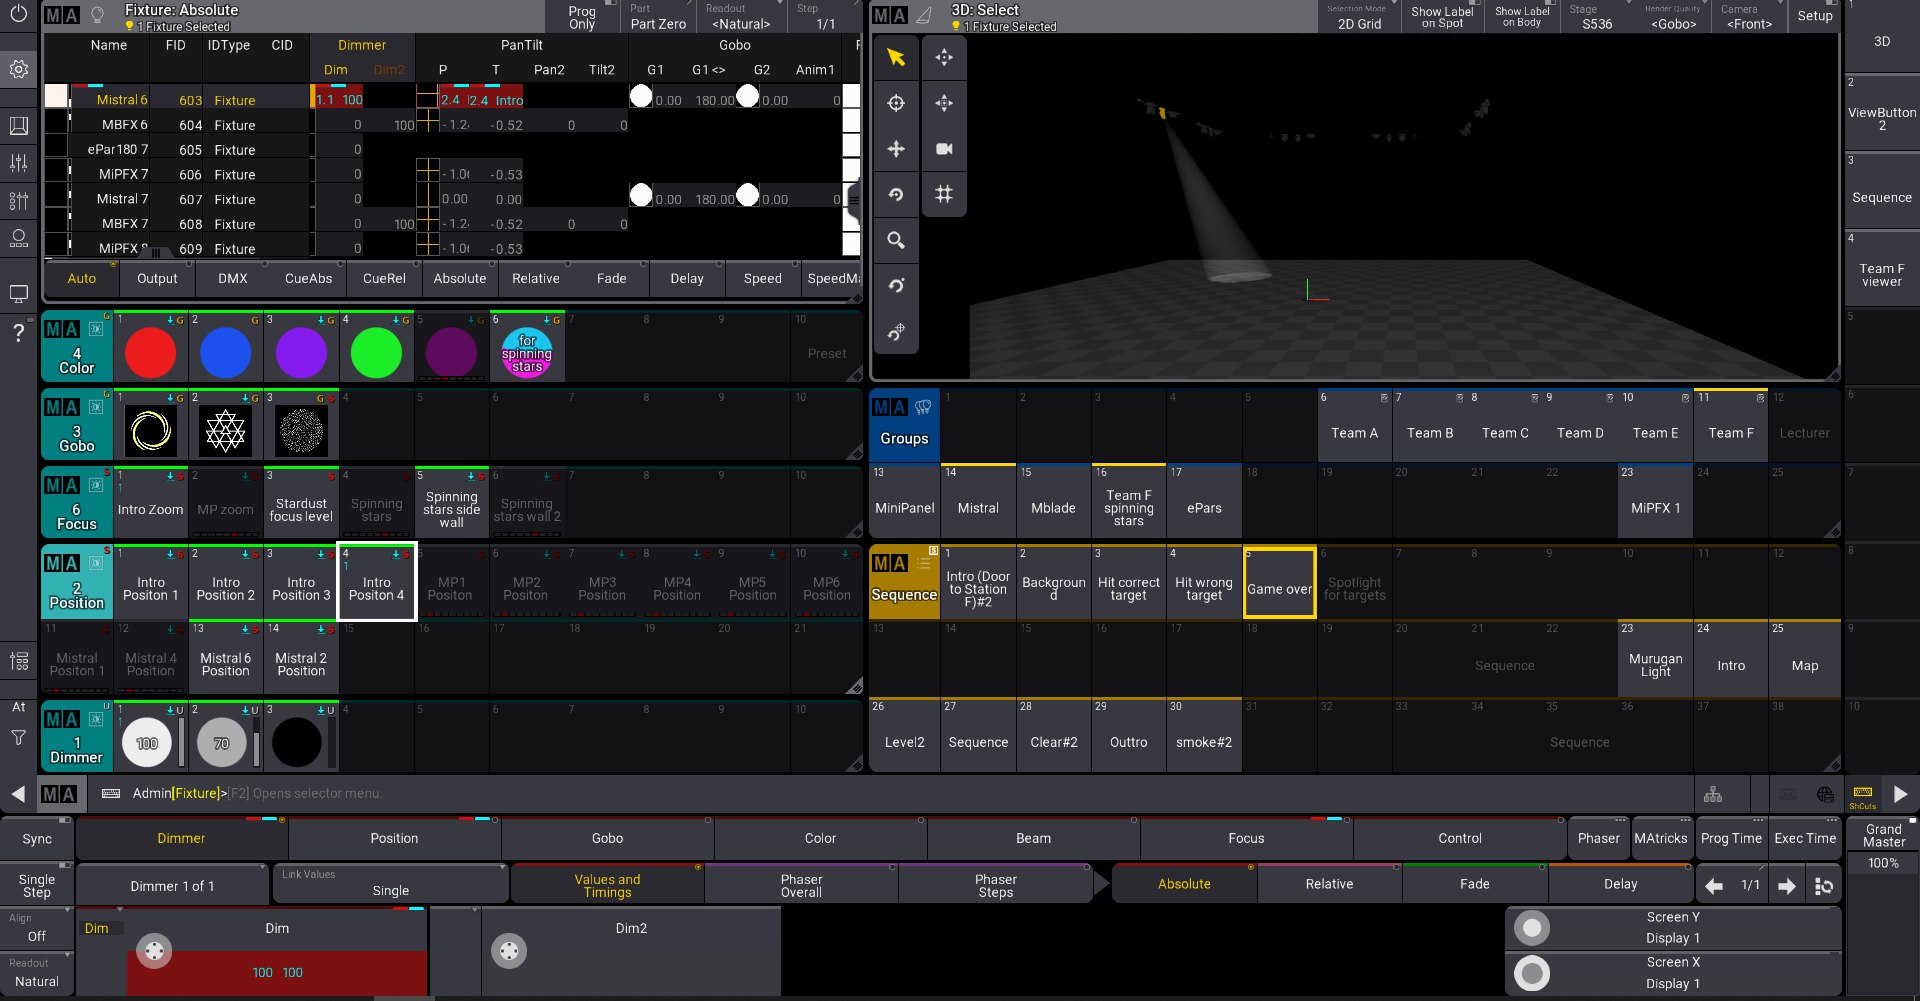 MA Fixture: Absolute
1 Fixture Selected
Prog Only
Part
Part Zero
Readout
<Natural>
Step
1/1
Name FID IDType CID Dimmer PanTilt Gobo
Dim Dim2 P T Pan2 Tilt2 G1 G1<> G2 Anim1
Mistral 6 603 Fixture 1.1 100 2.4 2.4 Intro 0.00 180.00 0.00 0
MBFX 6 604 Fixture 0 100 -1.2 -0.52 0 0
ePar180 7 605 Fixture 0
MiPFX 7 606 Fixture 0 -1.0 -0.53
Mistral 7 607 Fixture 0 0.00 0.00 0.00 180.00 0.00 0
MBFX 7 608 Fixture 0 100 -1.2 -0.52 0 0
MiPFX 8 609 Fixture 0 -1.0 -0.53
Auto Output DMX CueAbs CueRel Absolute Relative Fade Delay Speed SpeedMa
MA G
4
Color
1 G 2 G 3 G 4 G 5 G 6 G 7 8 9 10
for
spinning
stars
Preset
MA G
3
Gobo
1 G 2 G 3 G S 4 5 6 7 8 9 10
MA S
6
Focus
1 S 2 S 3 S 4 S 5 S 6 S 7 8 9 10
1
Intro Zoom
MP zoom
Stardust
focus level
Spinning
stars
Spinning
stars side
wall
Spinning
stars wall 2
MA S
2
Position
1 S 2 S 3 S 4 S 5 S 6 S 7 S 8 S 9 S 10 S
1
Intro
Positon 1
Intro
Positon 2
Intro
Positon 3
Intro
Positon 4
MP1
Positon
MP2
Positon
MP3
Positon
MP4
Positon
MP5
Positon
MP6
Positon
11 S 12 S 13 S 14 S 15 16 17 18 19 20 21
Mistral
Positon 1
Mistral 4
Position
Mistral 6
Position
Mistral 2
Position
MA U
1
Dimmer
1 U 2 U 3 U 4 5 6 7 8 9 10
1
100
70
MA 3D: Select
1 Fixture Selected
Selection Mode
2D Grid
Show Label
on Spot
Show Label
on Body
Stage
S536
Render Quality
<Gobo>
Camera
<Front>
Setup
MA
Groups
1 2 3 4 5 6 7 8 9 10 11 12
Team A
Team B
Team C
Team D
Team E
Team F
Lecturer
13 14 15 16 17 18 19 20 21 22 23 24 25
MiniPanel
Mistral
Mblade
Team F
spinning
stars
ePars
MiPFX 1
MA S
Sequence
1 2 3 4 5 6 7 8 9 10 11 12
Intro (Door
to Station
F)#2
Backgroun
d
Hit correct
target
Hit wrong
target
Game over
Spotlight
for targets
13 14 15 16 17 18 19 20 21 22 23 24 25
Sequence
Murugan
Light
Intro
Map
26 27 28 29 30 31 32 33 34 35 36 37 38
Level2
Sequence
Clear#2
Outtro
smoke#2
Sequence
1
3D
2
ViewButton
2
3
Sequence
4
Team F
viewer
5
6
7
8
9
10
?
At
MA Admin[Fixture]>[F2] Opens selector menu.
ShCuts
Sync
Dimmer Position Gobo Color Beam Focus Control Phaser MAtricks Prog Time Exec Time
Grand
Master
100%
Single
Step
Dimmer 1 of 1
Link Values
Single
Values and
Timings
Phaser
Overall
Phaser
Steps
Absolute Relative Fade Delay
1/1
Align
Off
Readout
Natural
Dim
Dim
100 100
Dim2
Screen Y
Display 1
Screen X
Display 1